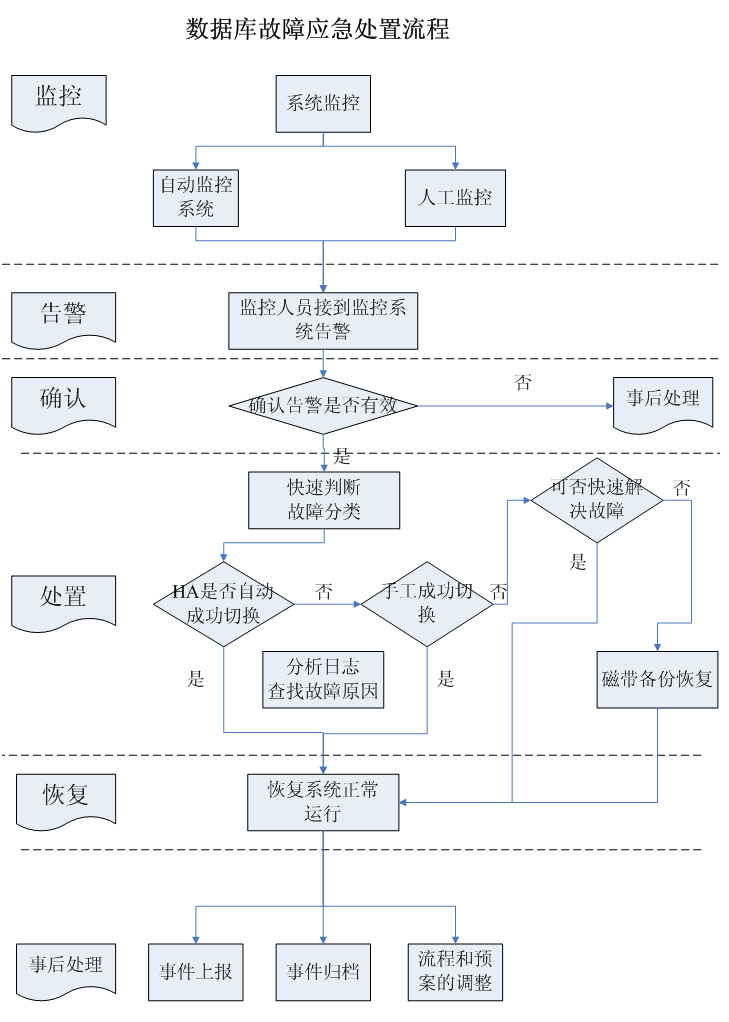 数据库故障应急处置流程
监控
系统监控
自动监控
系统
人工监控
告警
监控人员接到监控系
统告警
确认
确认告警是否有效
否
事后处理
是
快速判断
故障分类
可否快速解
决故障
否
是
处置
HA是否自动
成功切换
否
手工成功切
换
否
是
分析日志
查找故障原因
是
磁带备份恢复
恢复
恢复系统正常
运行
事后处理
事件上报
事件归档
流程和预
案的调整